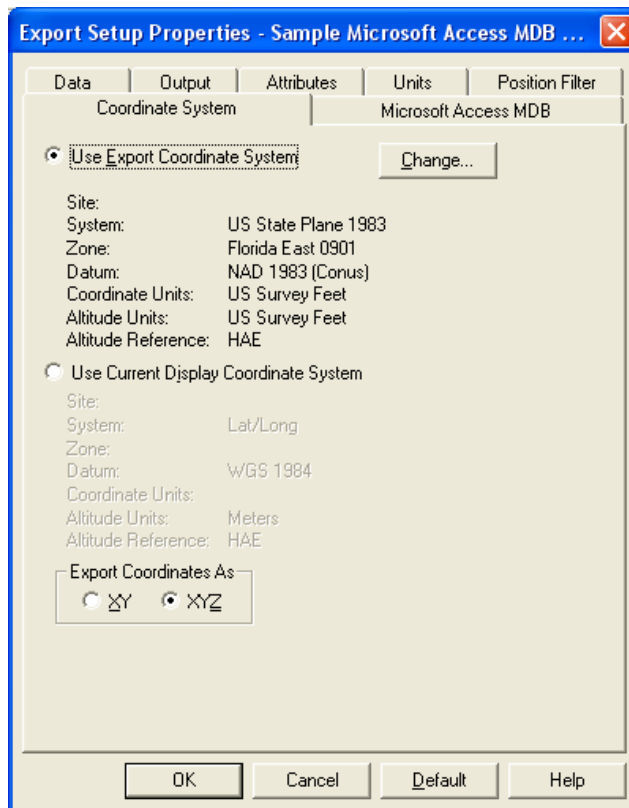 Export Setup Properties - Sample Microsoft Access MDB ...
Data Output Attributes Units Position Filter
Coordinate System Microsoft Access MDB
Use Export Coordinate System Change...
Site:
System: US State Plane 1983
Zone: Florida East 0901
Datum: NAD 1983 (Conus)
Coordinate Units: US Survey Feet
Altitude Units: US Survey Feet
Altitude Reference: HAE
Use Current Display Coordinate System
Site:
System: Lat/Long
Zone:
Datum: WGS 1984
Coordinate Units:
Altitude Units: Meters
Altitude Reference: HAE
Export Coordinates As
XY XYZ
OK Cancel Default Help